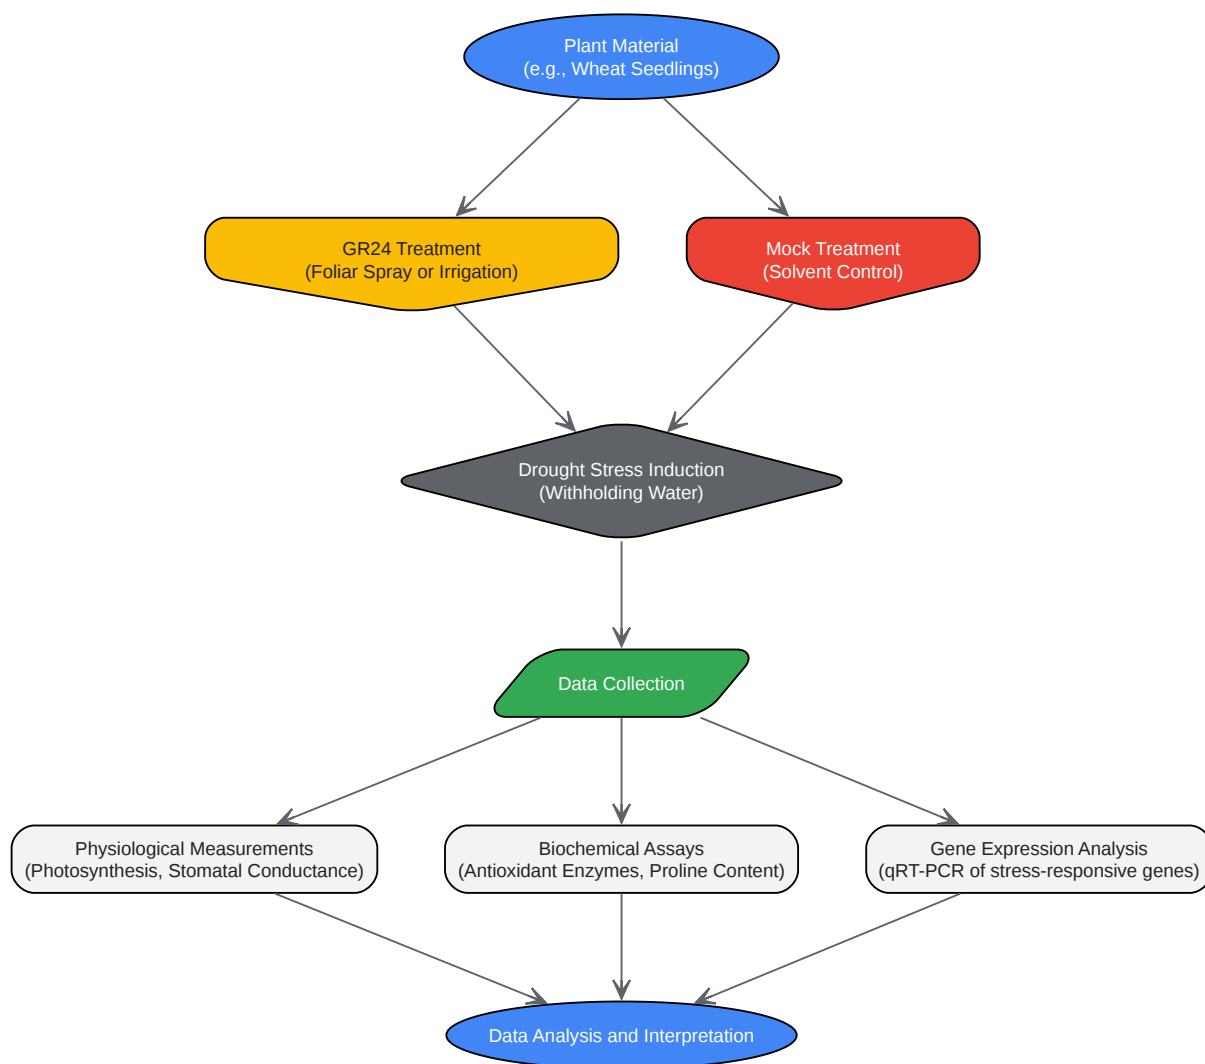 Plant Material
(e.g., Wheat Seedlings)
GR24 Treatment
(Foliar Spray or Irrigation)
Mock Treatment
(Solvent Control)
Drought Stress Induction
(Withholding Water)
Data Collection
Physiological Measurements
(Photosynthesis, Stomatal Conductance)
Biochemical Assays
(Antioxidant Enzymes, Proline Content)
Gene Expression Analysis
(qRT-PCR of stress-responsive genes)
Data Analysis and Interpretation